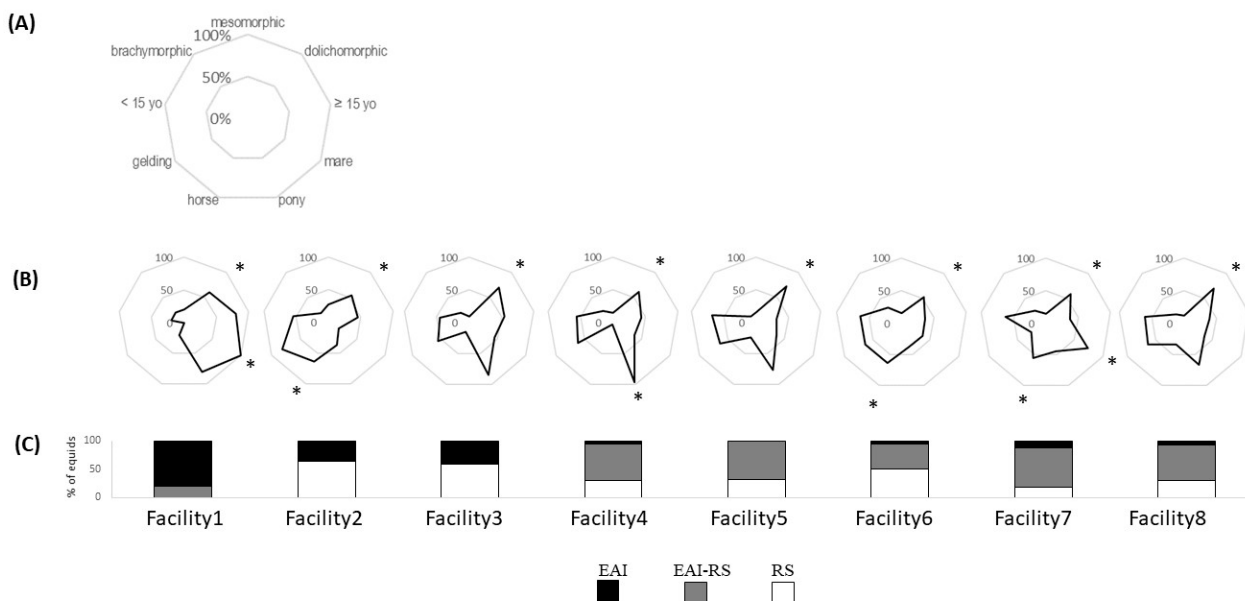 (A)
mesomorphic
100%
brachymorphic
dolichomorphic
50%
< 15 yo
≥ 15 yo
0%
gelding
mare
horse
pony
(B)
100 100 100 100 100 100 100 100
* * * * * * *
50 50 50 50 50 50 50 50
0 0 0 0 0 0 0 0
* *
* * * *
(C)
% of equids
100
50
0
Facility1 Facility2 Facility3 Facility4 Facility5 Facility6 Facility7 Facility8
EAI EAI-RS RS